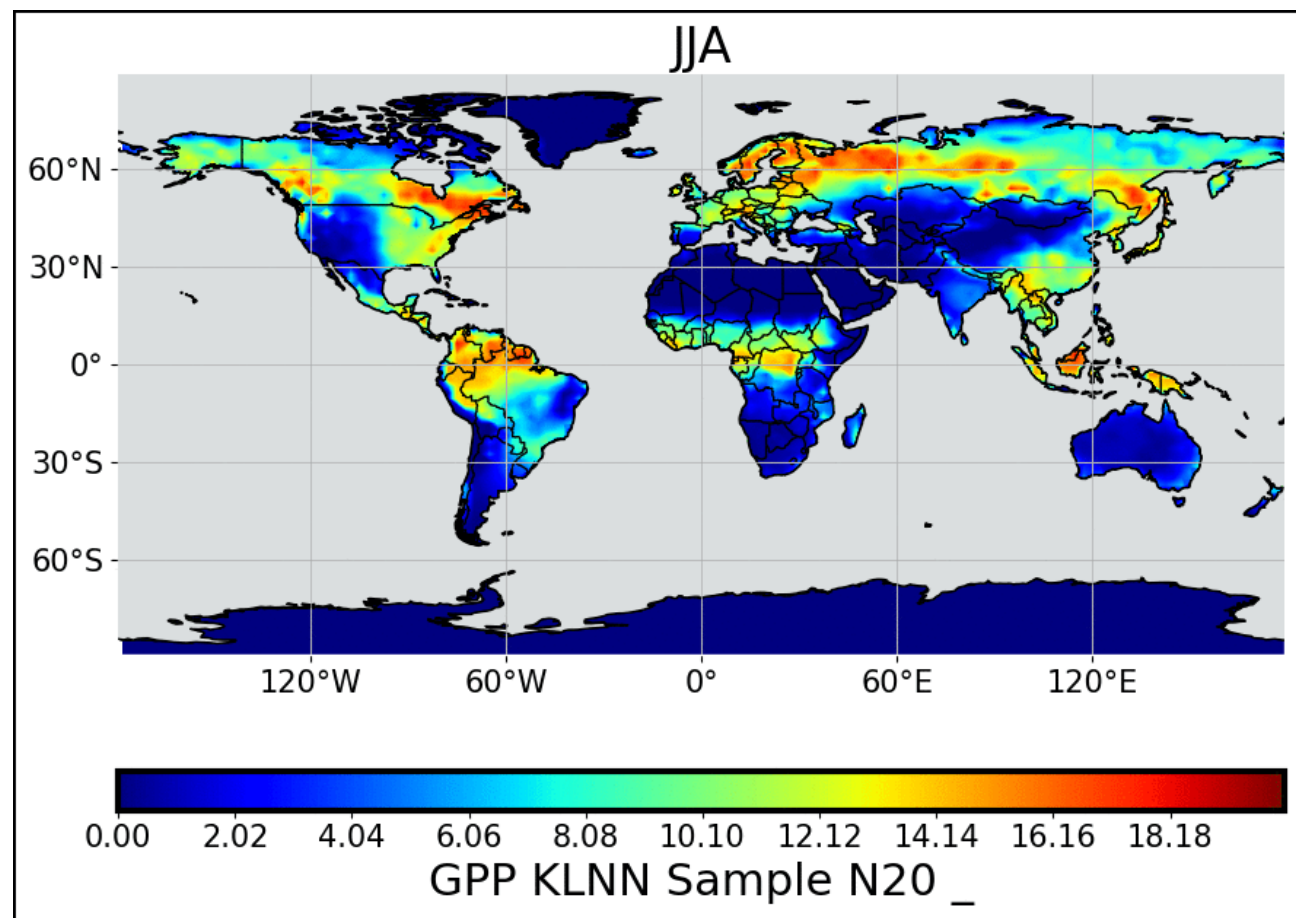 JJA
60°N
30°N
0°
30°S
60°S
120°W 60°W 0° 60°E 120°E
0.00 2.02 4.04 6.06 8.08 10.10 12.12 14.14 16.16 18.18
GPP KLNN Sample N20 _